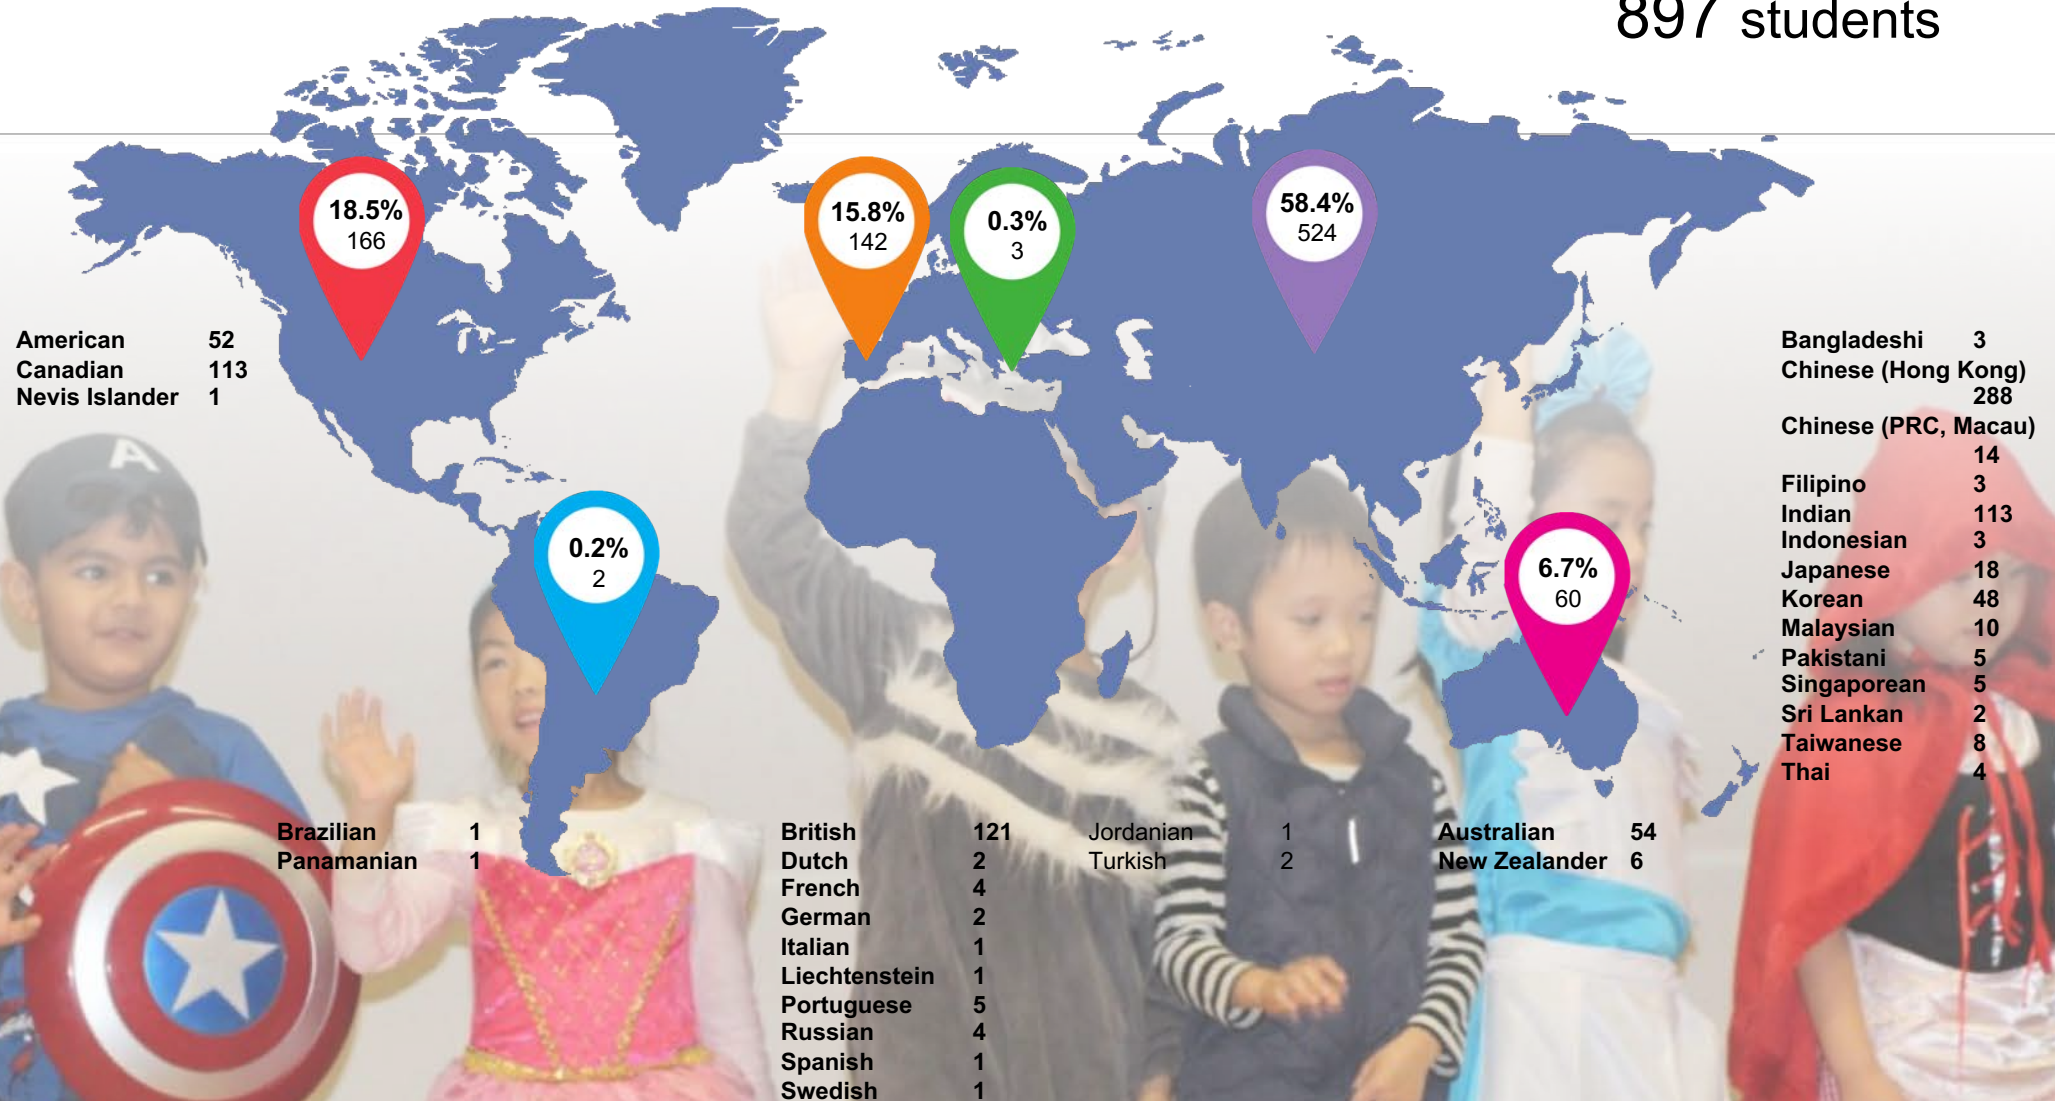 897 students
18.5%
166
15.8%
142
0.3%
3
58.4%
524
0.2%
2
6.7%
60
American 52
Canadian 113
Nevis Islander 1
Brazilian 1
Panamanian 1
British 121
Dutch 2
French 4
German 2
Italian 1
Liechtenstein 1
Portuguese 5
Russian 4
Spanish 1
Swedish 1
Jordanian 1
Turkish 2
Australian 54
New Zealander 6
Bangladeshi 3
Chinese (Hong Kong)
288
Chinese (PRC, Macau)
14
Filipino 3
Indian 113
Indonesian 3
Japanese 18
Korean 48
Malaysian 10
Pakistani 5
Singaporean 5
Sri Lankan 2
Taiwanese 8
Thai 4
A